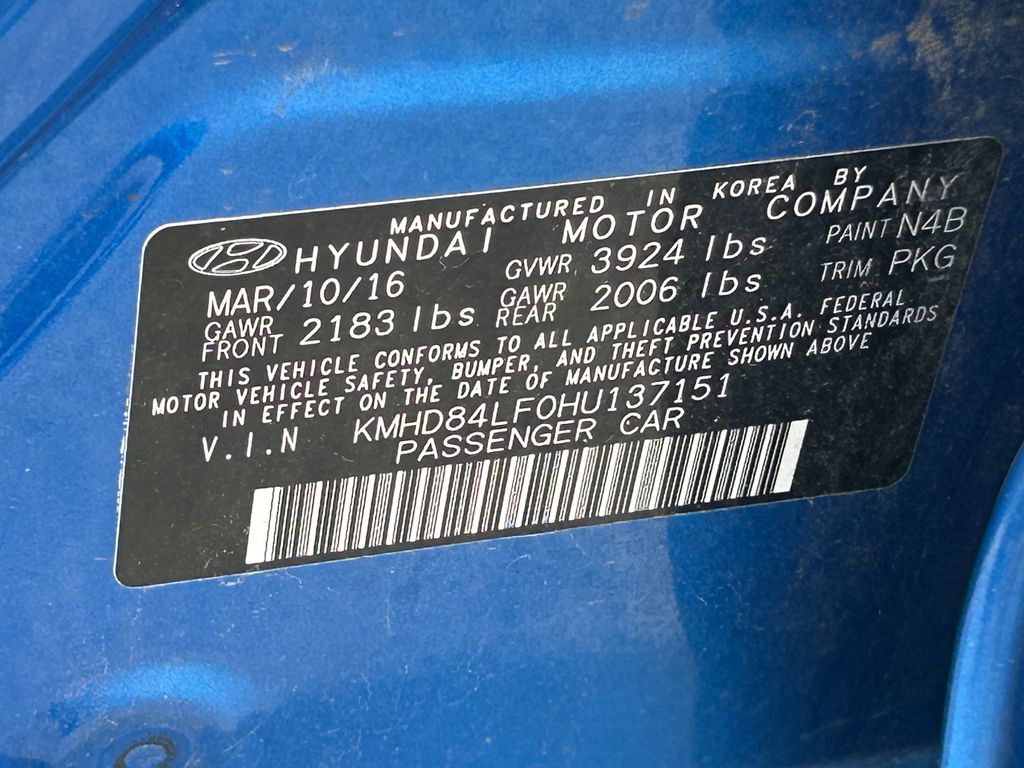 MANUFACTURED IN KOREA BY
HYUNDAI MOTOR COMPANY
MAR/10/16 GVWR 3924 lbs PAINT N4B
GAWR FRONT 2183 lbs GAWR REAR 2006 lbs TRIM PKG
THIS VEHICLE CONFORMS TO ALL APPLICABLE U.S.A. FEDERAL
MOTOR VEHICLE SAFETY, BUMPER, AND THEFT PREVENTION STANDARDS
IN EFFECT ON THE DATE OF MANUFACTURE SHOWN ABOVE
V.I.N KMHD84LF0HU137151
PASSENGER CAR